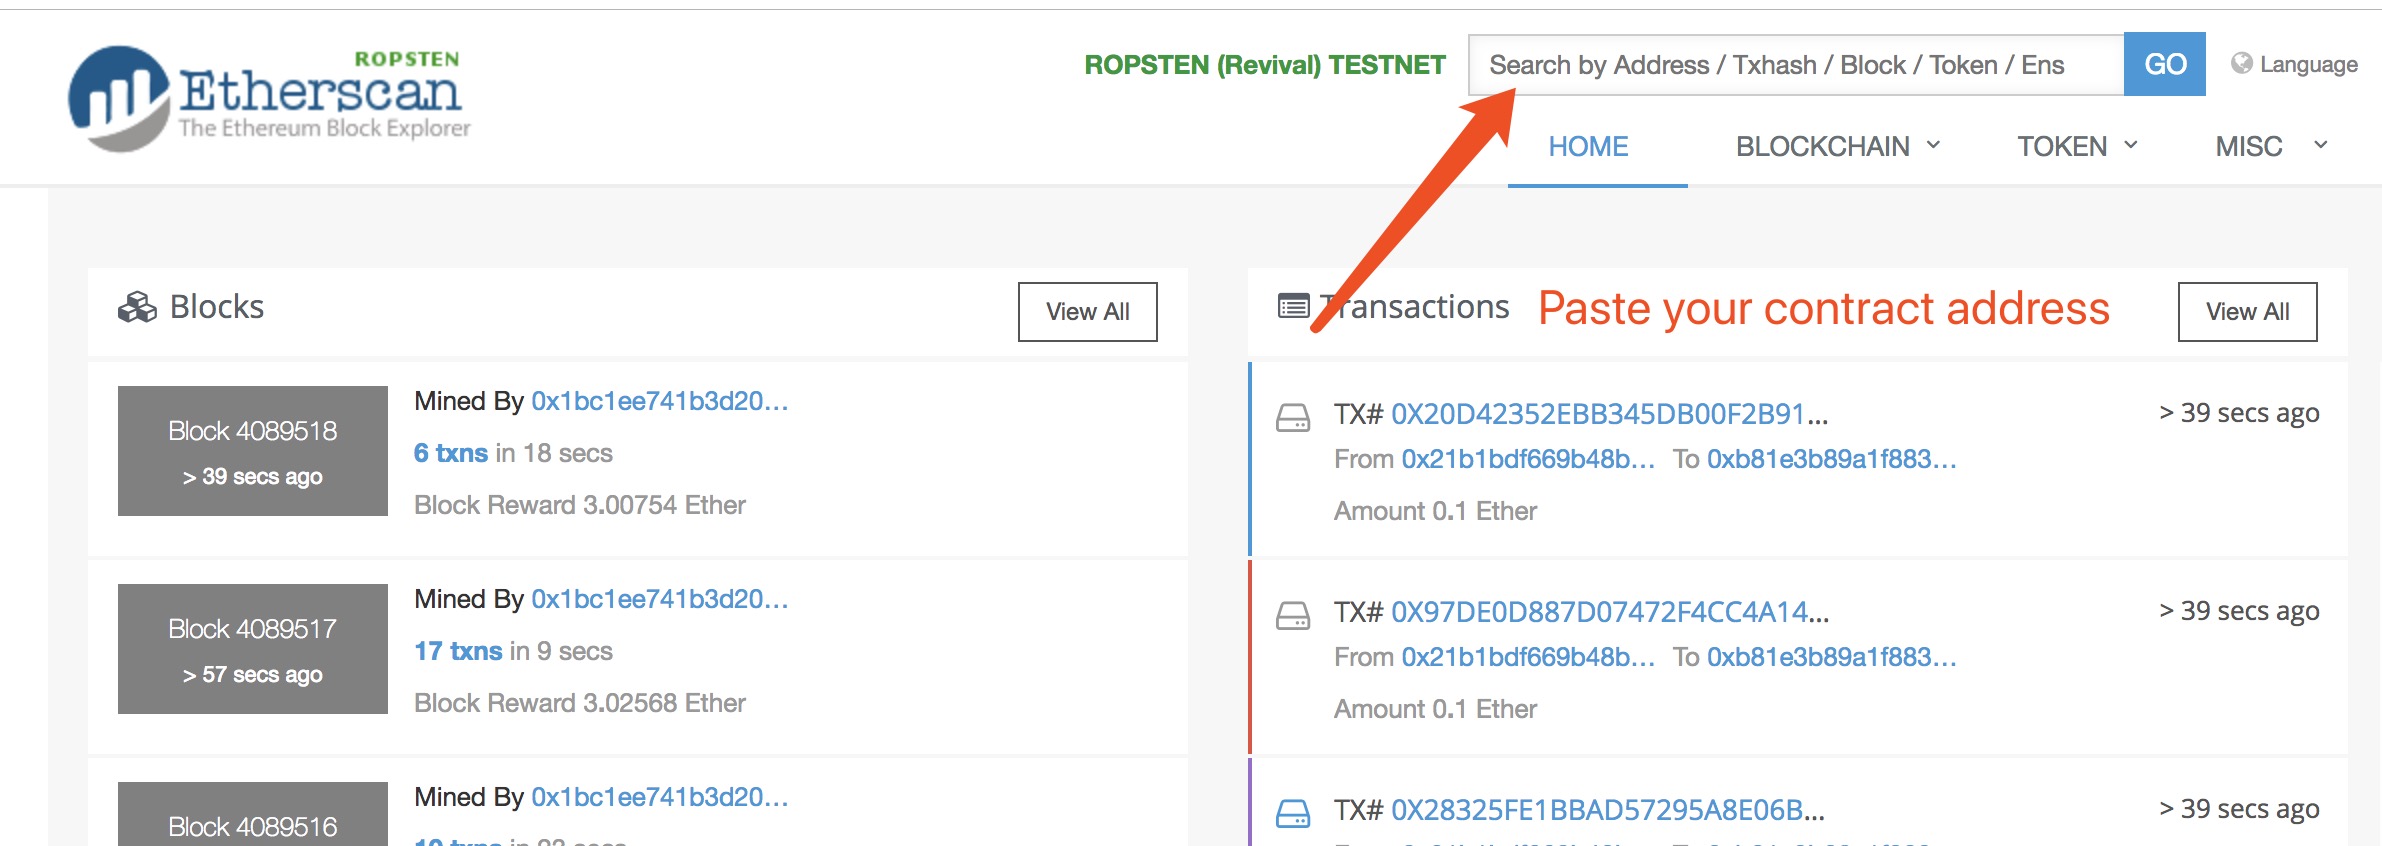 ROPSTEN
Etherscan
The Ethereum Block Explorer
ROPSTEN (Revival) TESTNET
Search by Address / Txhash / Block / Token / Ens
GO
Language
HOME
BLOCKCHAIN
TOKEN
MISC
Blocks
View All
Block 4089518
> 39 secs ago
Mined By 0x1bc1ee741b3d20...
6 txns in 18 secs
Block Reward 3.00754 Ether
Block 4089517
> 57 secs ago
Mined By 0x1bc1ee741b3d20...
17 txns in 9 secs
Block Reward 3.02568 Ether
Block 4089516
Mined By 0x1bc1ee741b3d20...
Transactions
Paste your contract address
View All
TX# 0X20D42352EBB345DB00F2B91...
> 39 secs ago
From 0x21b1bdf669b48b... To 0xb81e3b89a1f883...
Amount 0.1 Ether
TX# 0X97DE0D887D07472F4CC4A14...
> 39 secs ago
From 0x21b1bdf669b48b... To 0xb81e3b89a1f883...
Amount 0.1 Ether
TX# 0X28325FE1BBAD57295A8E06B...
> 39 secs ago